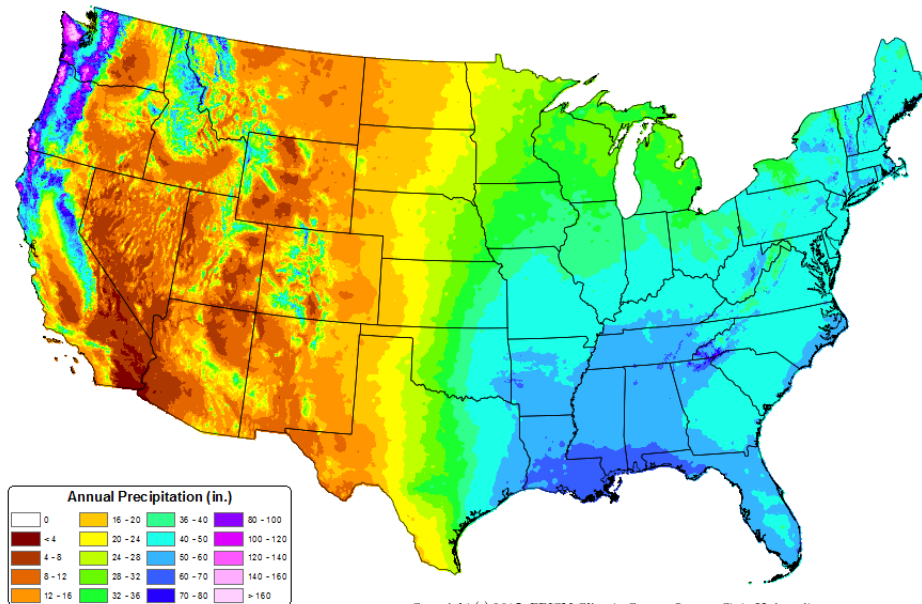 Annual Precipitation (in.)
0 16 - 20 36 - 40 80 - 100
< 4 20 - 24 40 - 50 100 - 120
4 - 8 24 - 28 50 - 60 120 - 140
8 - 12 28 - 32 60 - 70 140 - 160
12 - 16 32 - 36 70 - 80 > 160